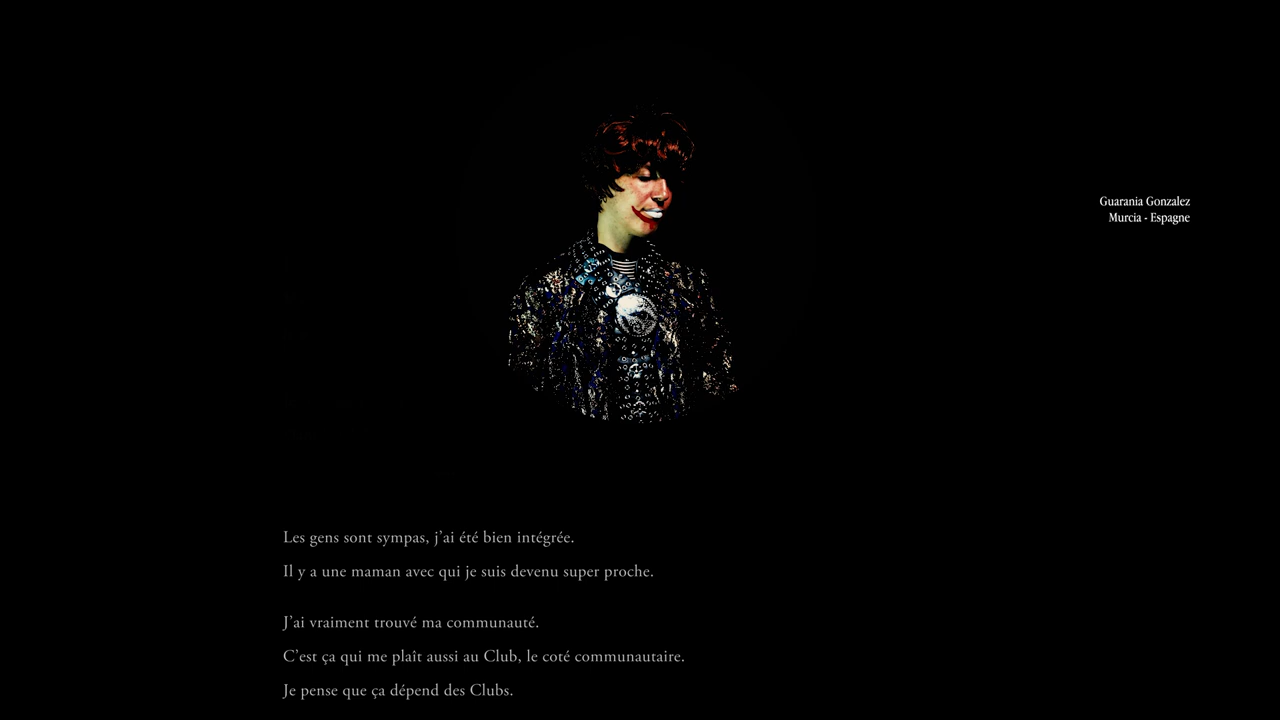 Guarania Gonzalez
Murcia - Espagne
Les gens sont sympas, j’ai été bien intégrée.
Il y a une maman avec qui je suis devenu super proche.
J’ai vraiment trouvé ma communauté.
C’est ça qui me plaît aussi au Club, le coté communautaire.
Je pense que ça dépend des Clubs.